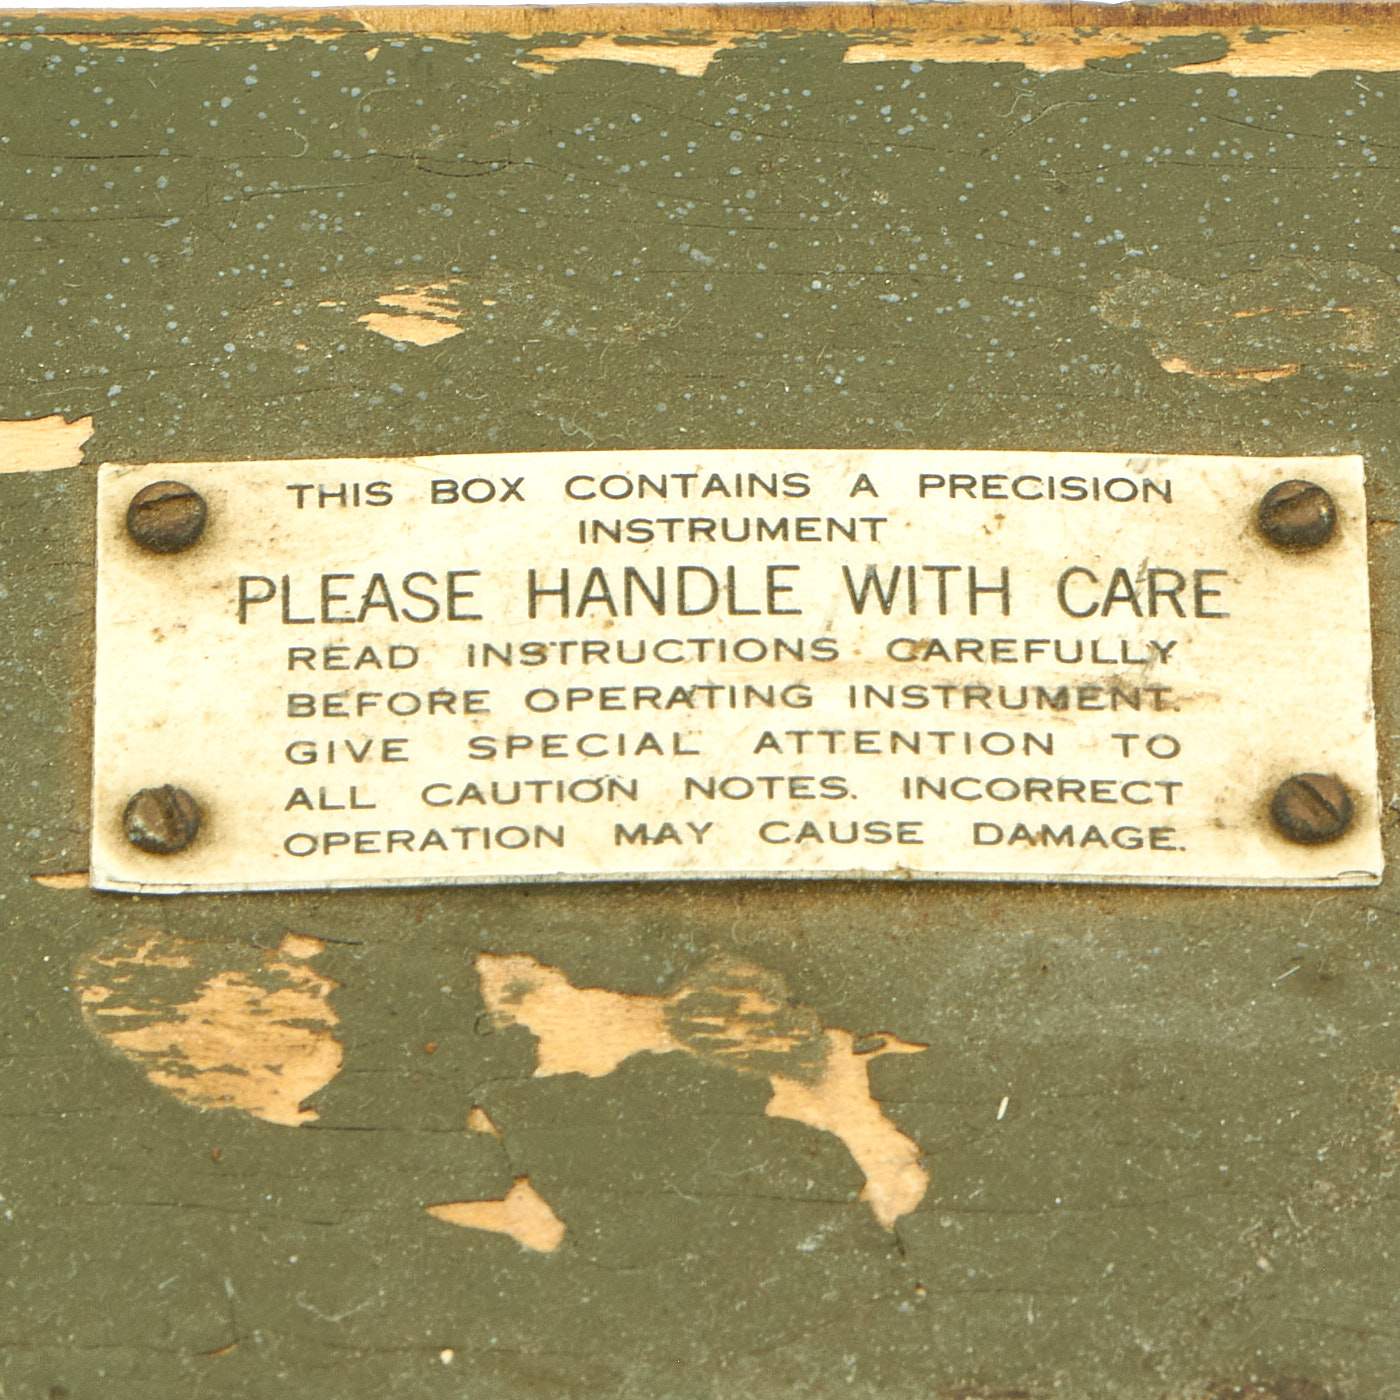 THIS BOX CONTAINS A PRECISION
INSTRUMENT
PLEASE HANDLE WITH CARE
READ INSTRUCTIONS CAREFULLY
BEFORE OPERATING INSTRUMENT.
GIVE SPECIAL ATTENTION TO
ALL CAUTION NOTES. INCORRECT
OPERATION MAY CAUSE DAMAGE.